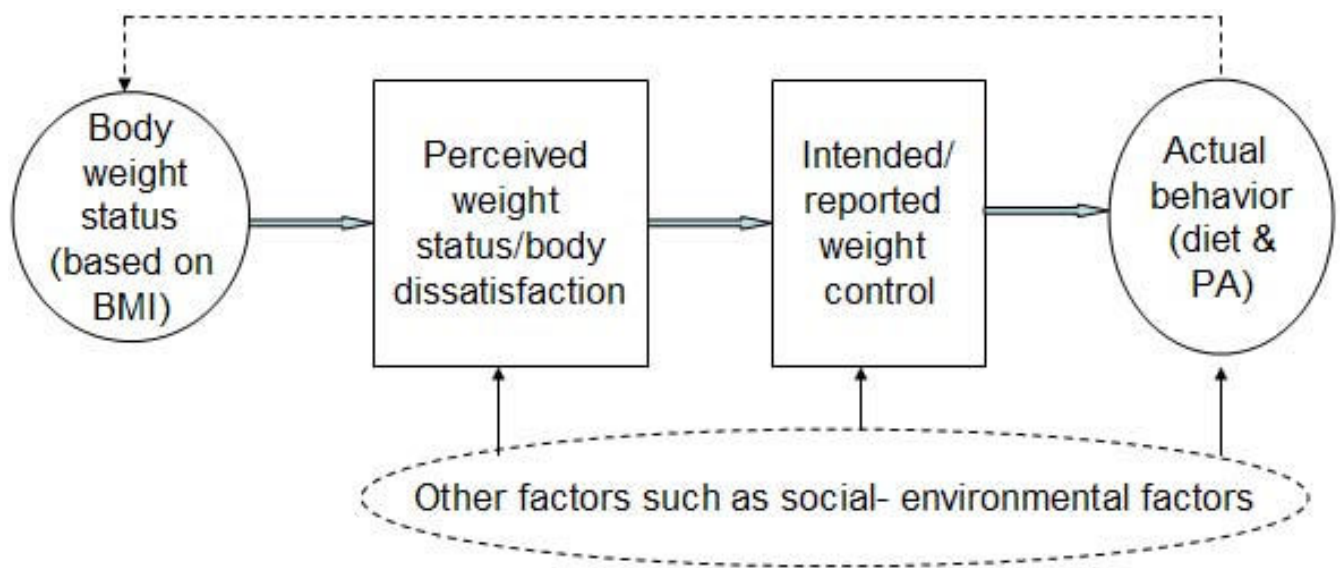 Body
weight
status
(based on
BMI)
Perceived
weight
status/body
dissatisfaction
Intended/
reported
weight
control
Actual
behavior
(diet &
PA)
Other factors such as social- environmental factors